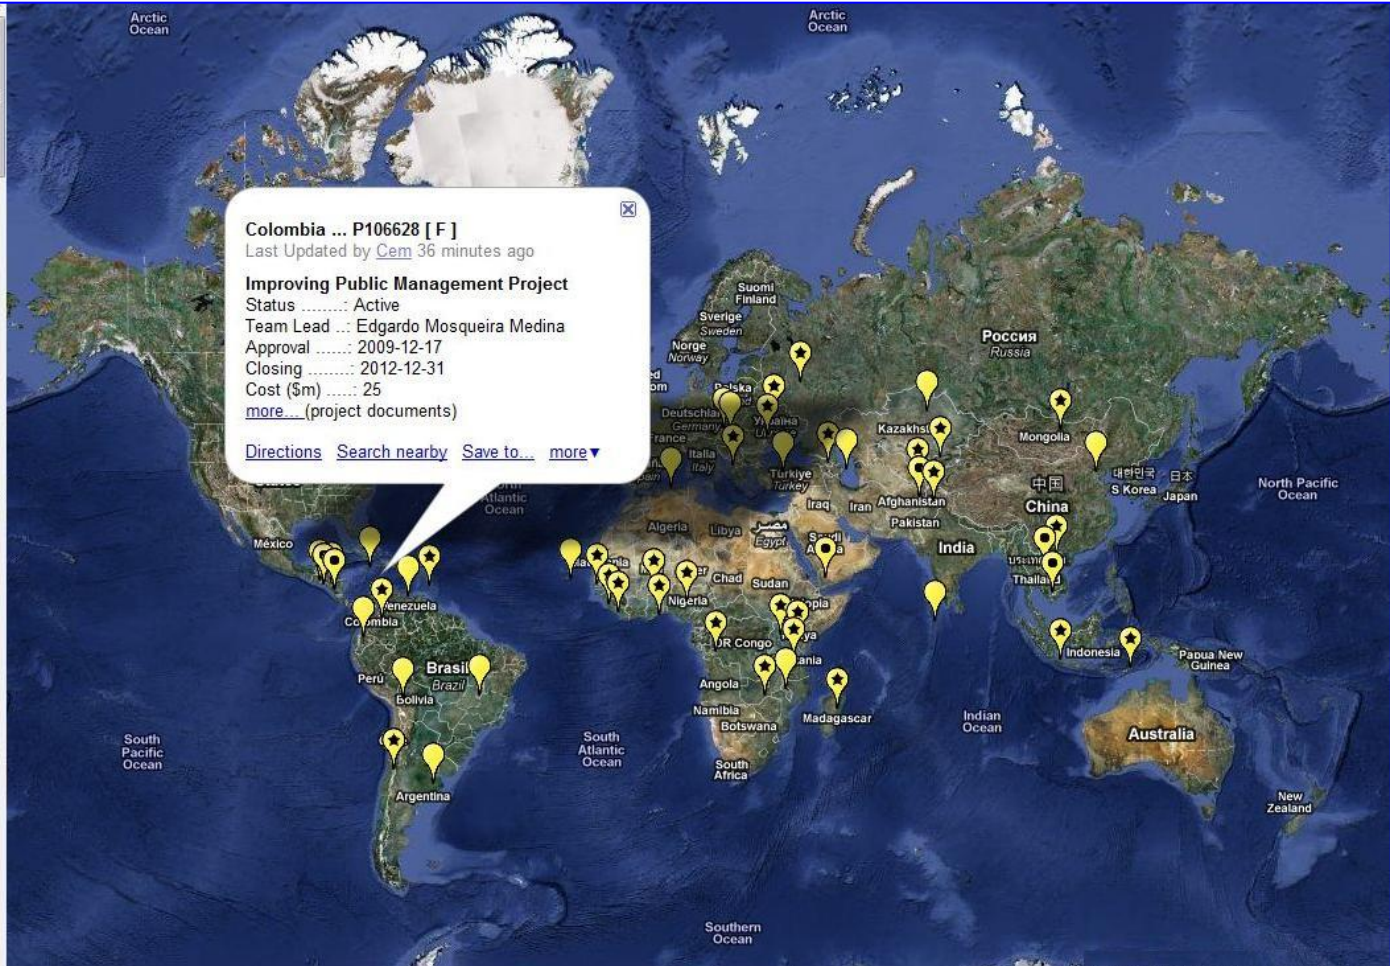 Arctic
Ocean
Arctic
Ocean
Colombia ... P106628 [ F ]
Last Updated by Cem 36 minutes ago
Improving Public Management Project
Status ........: Active
Team Lead ..: Edgardo Mosqueira Medina
Approval ......: 2009-12-17
Closing ........: 2012-12-31
Cost ($m) .....: 25
more... (project documents)
Directions Search nearby Save to... more▼
Suomi
Finland
Sverige
Sweden
Norge
Norway
Россия
Russia
Deutschla
Germany
France
Italia
Italy
Türkiye
Turkey
Kazakhst
Mongolia
中国
China
대한민국
S Korea
日本
Japan
North Pacific
Ocean
Atlantic
Ocean
Algeria
Libya
مصر
Egypt
Iraq
Iran
Afghanistan
Pakistan
India
México
Chad
Sudan
Nigeria
Thailand
Venezuela
Colombia
DR Congo
Perú
Brasil
Brazil
Bolivia
Angola
Namibia
Botswana
Madagascar
Indonesia
Papua New
Guinea
Indian
Ocean
Australia
South
Pacific
Ocean
South
Atlantic
Ocean
South
Africa
Argentina
New
Zealand
Southern
Ocean